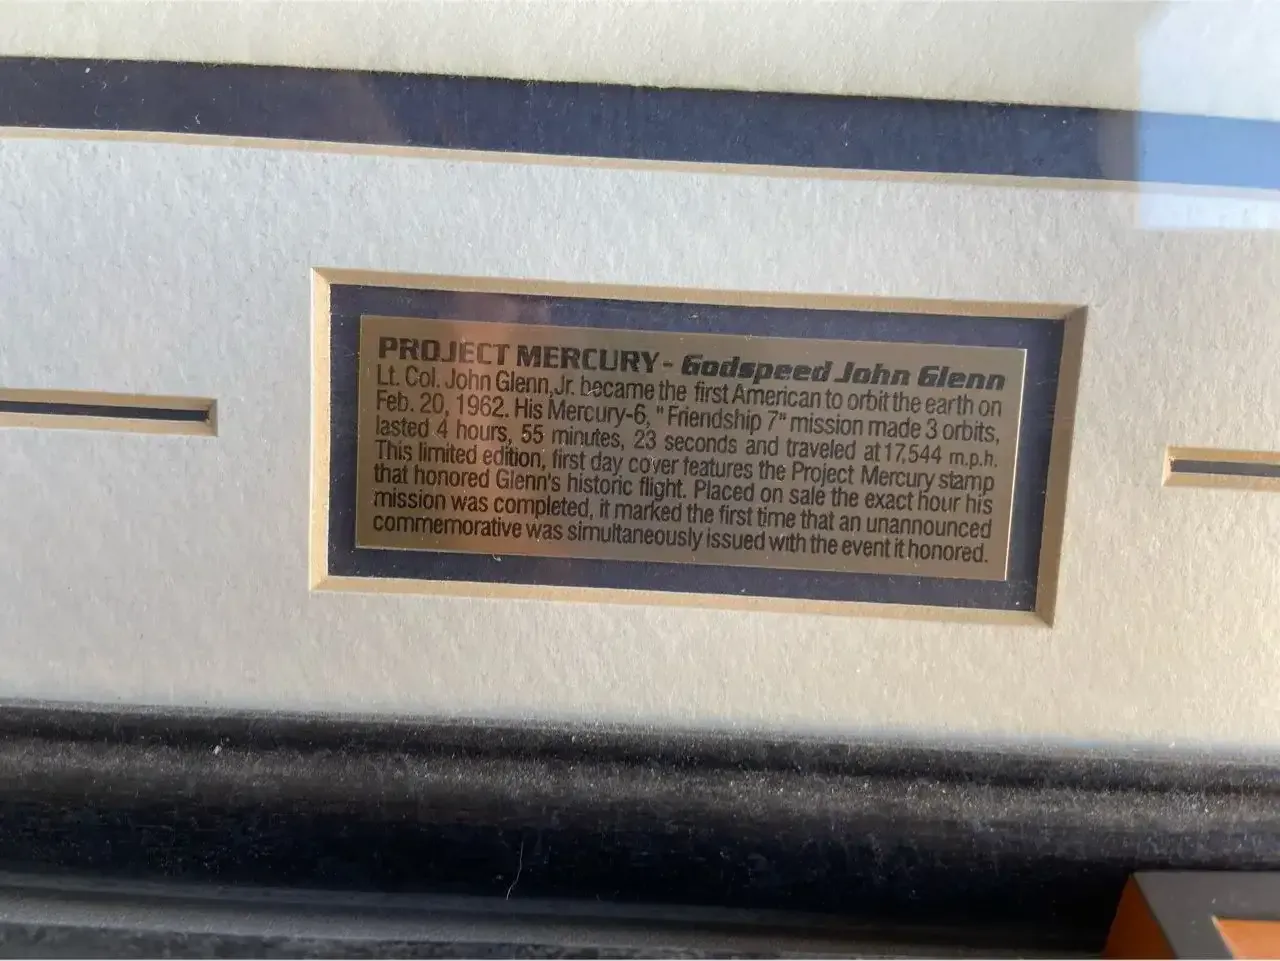 PROJECT MERCURY - Godspeed John Glenn
Lt. Col. John Glenn, Jr. became the first American to orbit the earth on
Feb. 20, 1962. His Mercury-6, "Friendship 7" mission made 3 orbits,
lasted 4 hours, 55 minutes, 23 seconds and traveled at 17,544 m.p.h.
This limited edition, first day cover features the Project Mercury stamp
that honored Glenn's historic flight. Placed on sale the exact hour his
mission was completed, it marked the first time that an unannounced
commemorative was simultaneously issued with the event it honored.